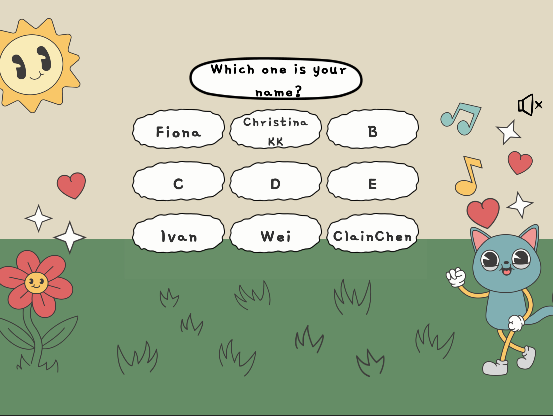 Which one is your
name?
Fiona
Christina
KK
B
C
D
E
Ivan
Wei
ClainChen